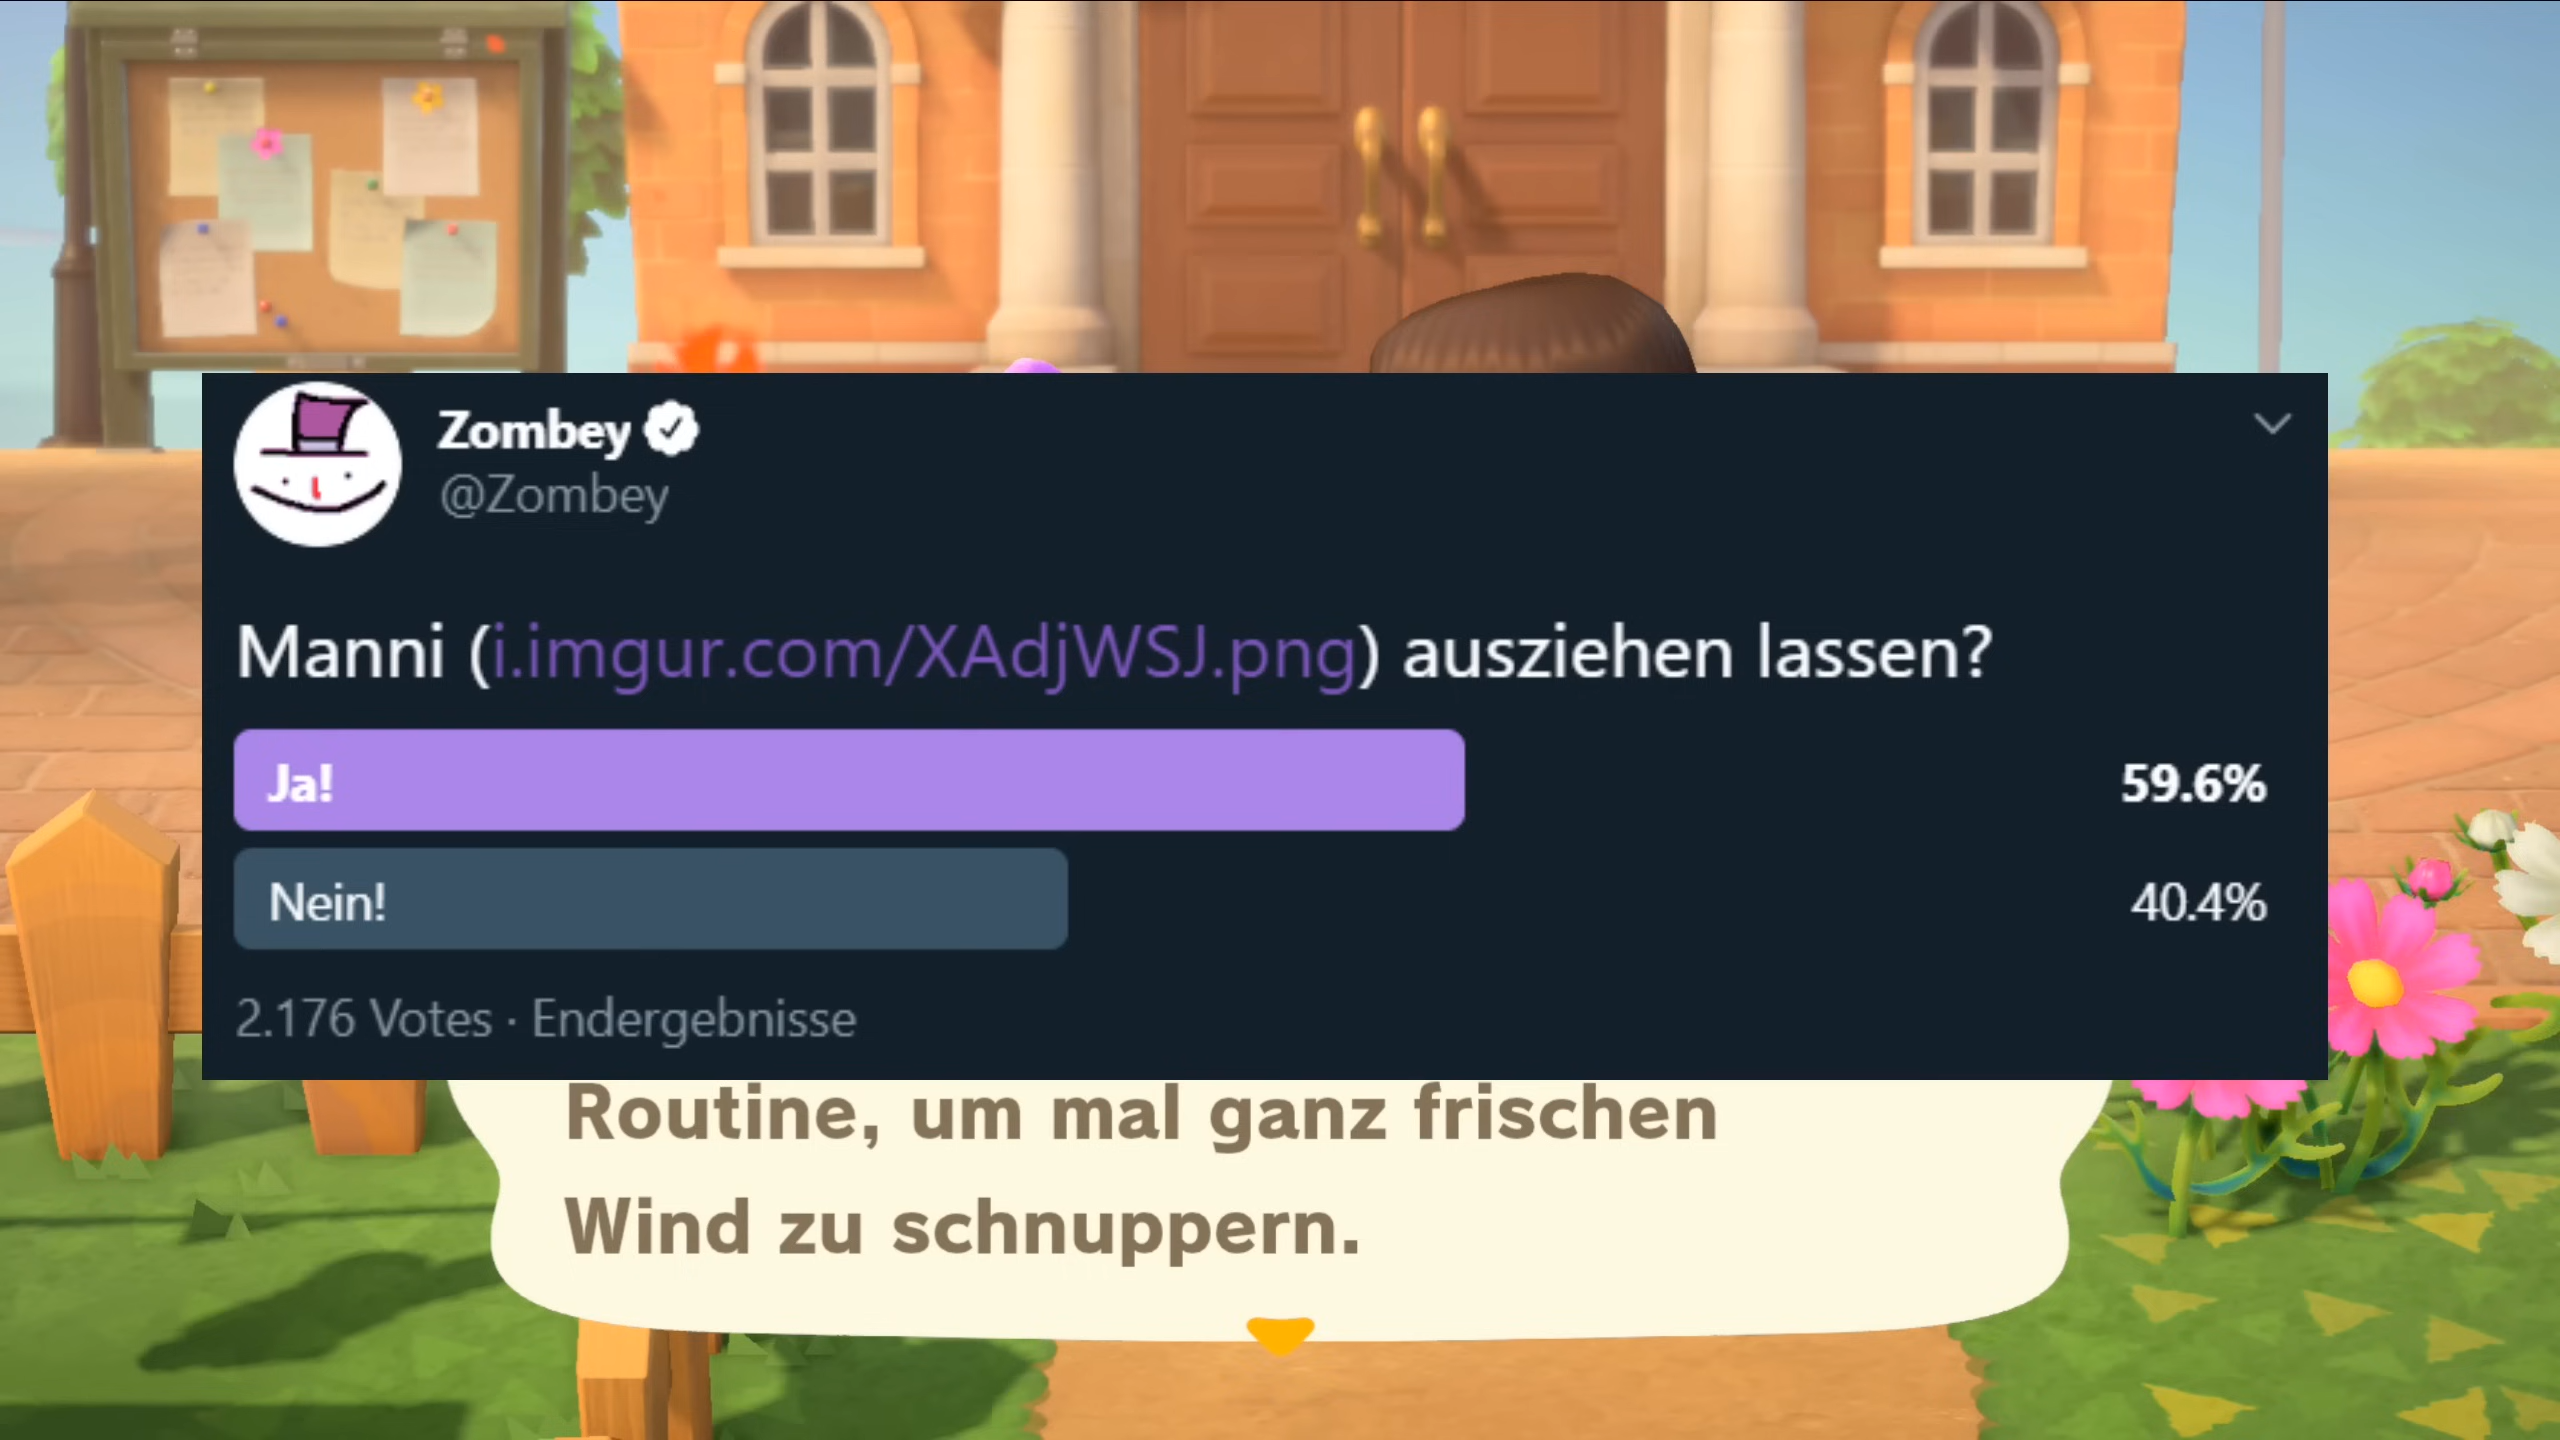 Zombey
@Zombey
Manni (i.imgur.com/XAdjWSJ.png) ausziehen lassen?
Ja!
59.6%
Nein!
40.4%
2.176 Votes · Endergebnisse
Routine, um mal ganz frischen
Wind zu schnuppern.